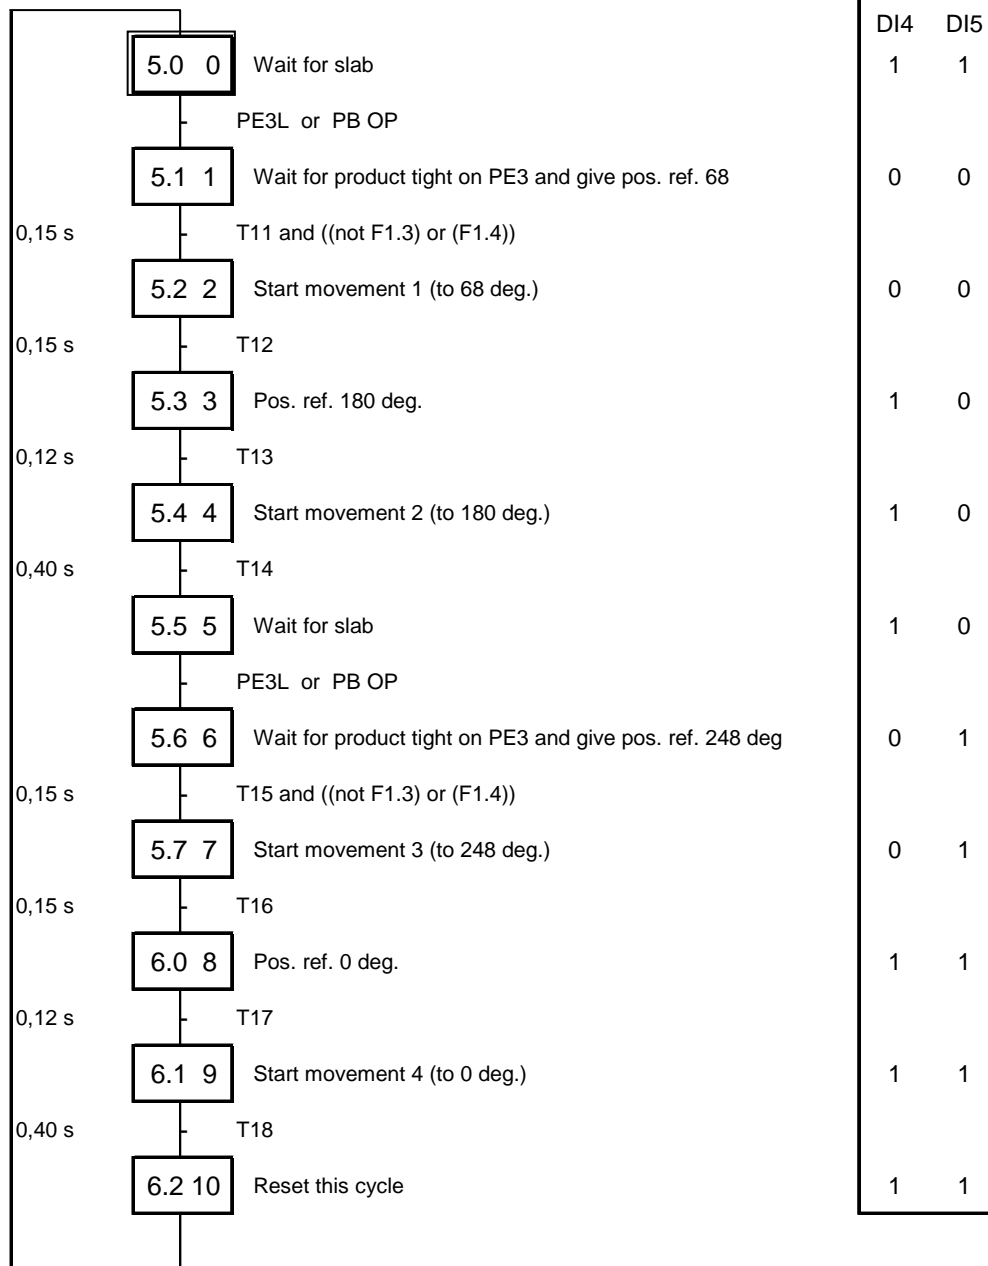 DI4 DI5
5.0 0 Wait for slab 1 1
PE3L or PB OP
5.1 1 Wait for product tight on PE3 and give pos. ref. 68 0 0
0,15 s T11 and ((not F1.3) or (F1.4))
5.2 2 Start movement 1 (to 68 deg.) 0 0
0,15 s T12
5.3 3 Pos. ref. 180 deg. 1 0
0,12 s T13
5.4 4 Start movement 2 (to 180 deg.) 1 0
0,40 s T14
5.5 5 Wait for slab 1 0
PE3L or PB OP
5.6 6 Wait for product tight on PE3 and give pos. ref. 248 deg 0 1
0,15 s T15 and ((not F1.3) or (F1.4))
5.7 7 Start movement 3 (to 248 deg.) 0 1
0,15 s T16
6.0 8 Pos. ref. 0 deg. 1 1
0,12 s T17
6.1 9 Start movement 4 (to 0 deg.) 1 1
0,40 s T18
6.2 10 Reset this cycle 1 1